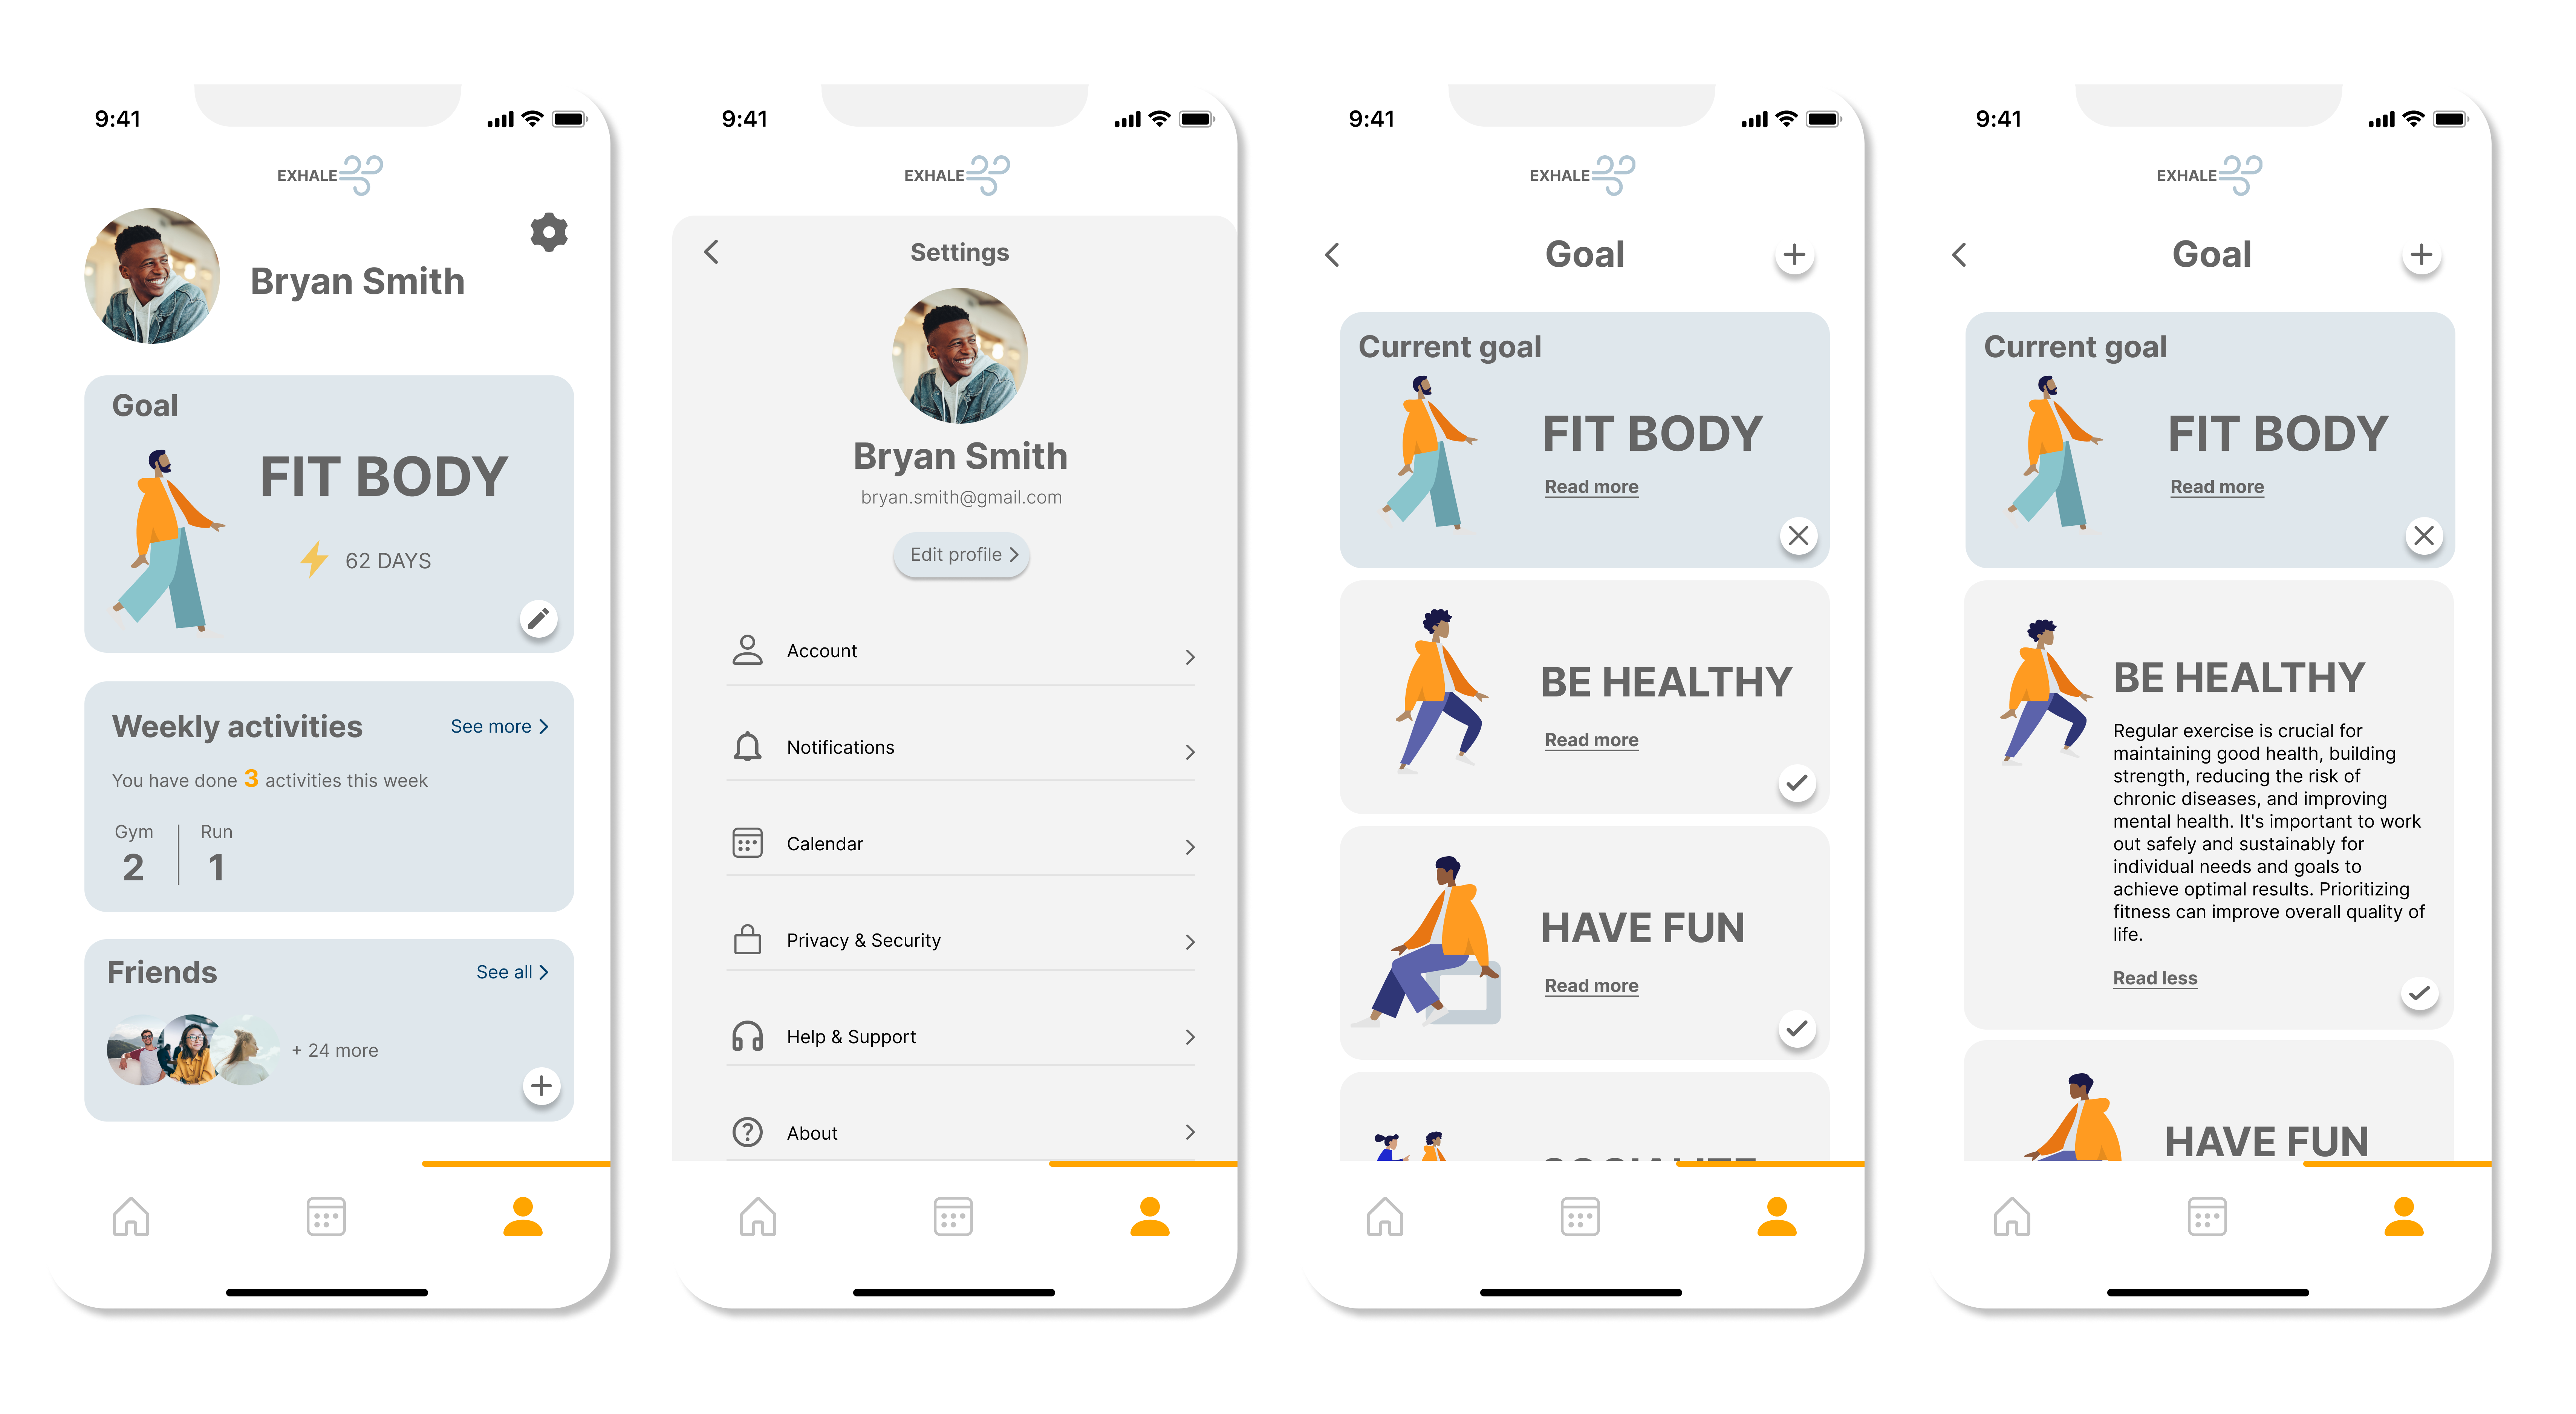 9:41
EXHALE
Bryan Smith
Goal
FIT BODY
62 DAYS
Weekly activities
See more
You have done 3 activities this week
Gym
Run
2
1
Friends
See all
+ 24 more
9:41
EXHALE
Settings
Bryan Smith
bryan.smith@gmail.com
Edit profile
Account
Notifications
Calendar
Privacy & Security
Help & Support
About
9:41
EXHALE
Goal
Current goal
FIT BODY
Read more
BE HEALTHY
Read more
HAVE FUN
Read more
9:41
EXHALE
Goal
Current goal
FIT BODY
Read more
BE HEALTHY
Regular exercise is crucial for
maintaining good health, building
strength, reducing the risk of
chronic diseases, and improving
mental health. It's important to work
out safely and sustainably for
individual needs and goals to
achieve optimal results. Prioritizing
fitness can improve overall quality of
life.
Read less
HAVE FUN